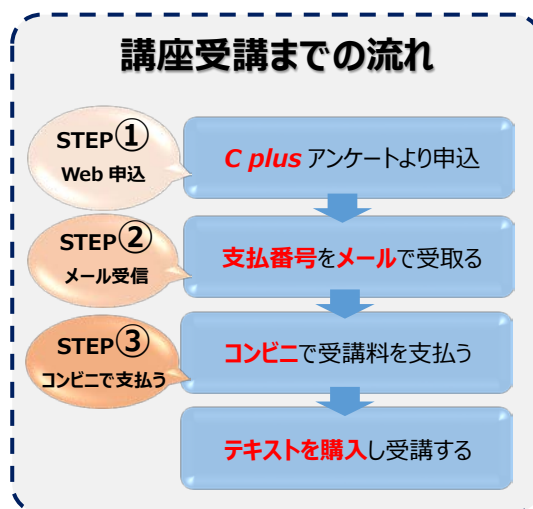 講座受講までの流れ
STEP①
Web 申込
C plus アンケートより申込
STEP②
メール受信
支払番号をメールで受取る
STEP③
コンビニで支払う
コンビニで受講料を支払う
テキストを購入し受講する